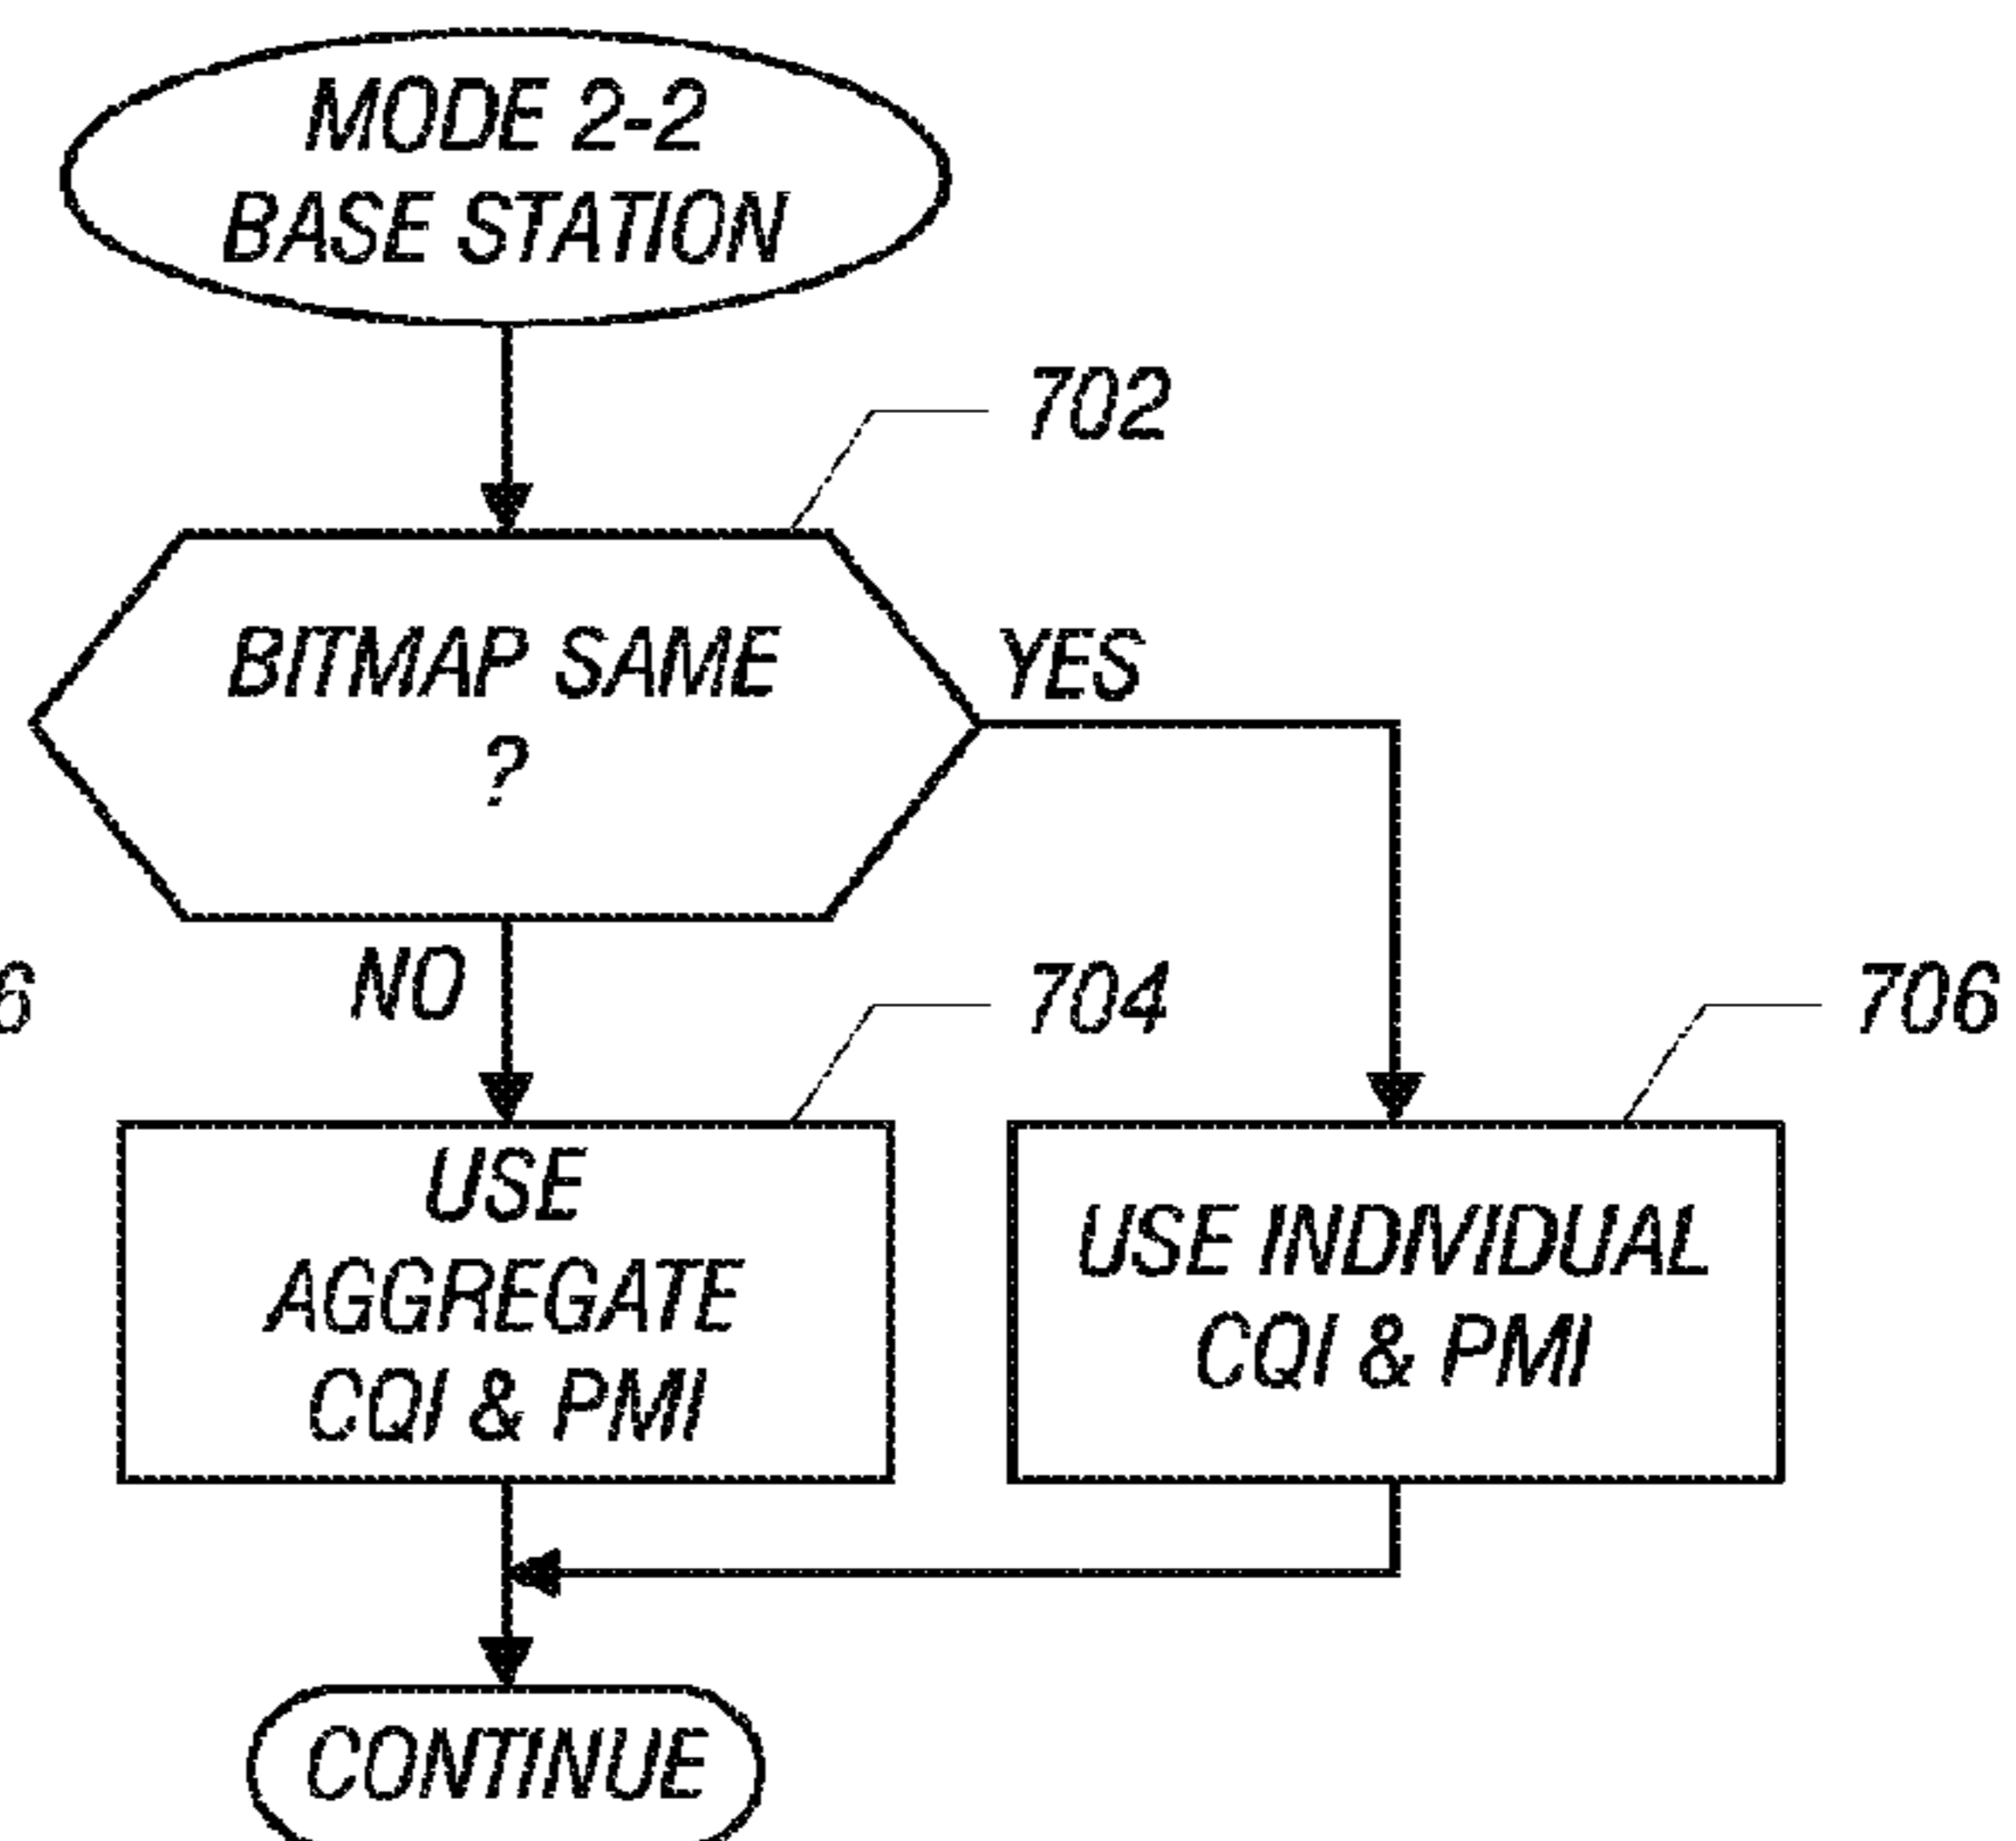 MODE 2-2
BASE STATION
702
BITMAP SAME
?
YES
NO
6
704
706
USE
AGGREGATE
CQI & PMI
USE INDIVIDUAL
CQI & PMI
CONTINUE